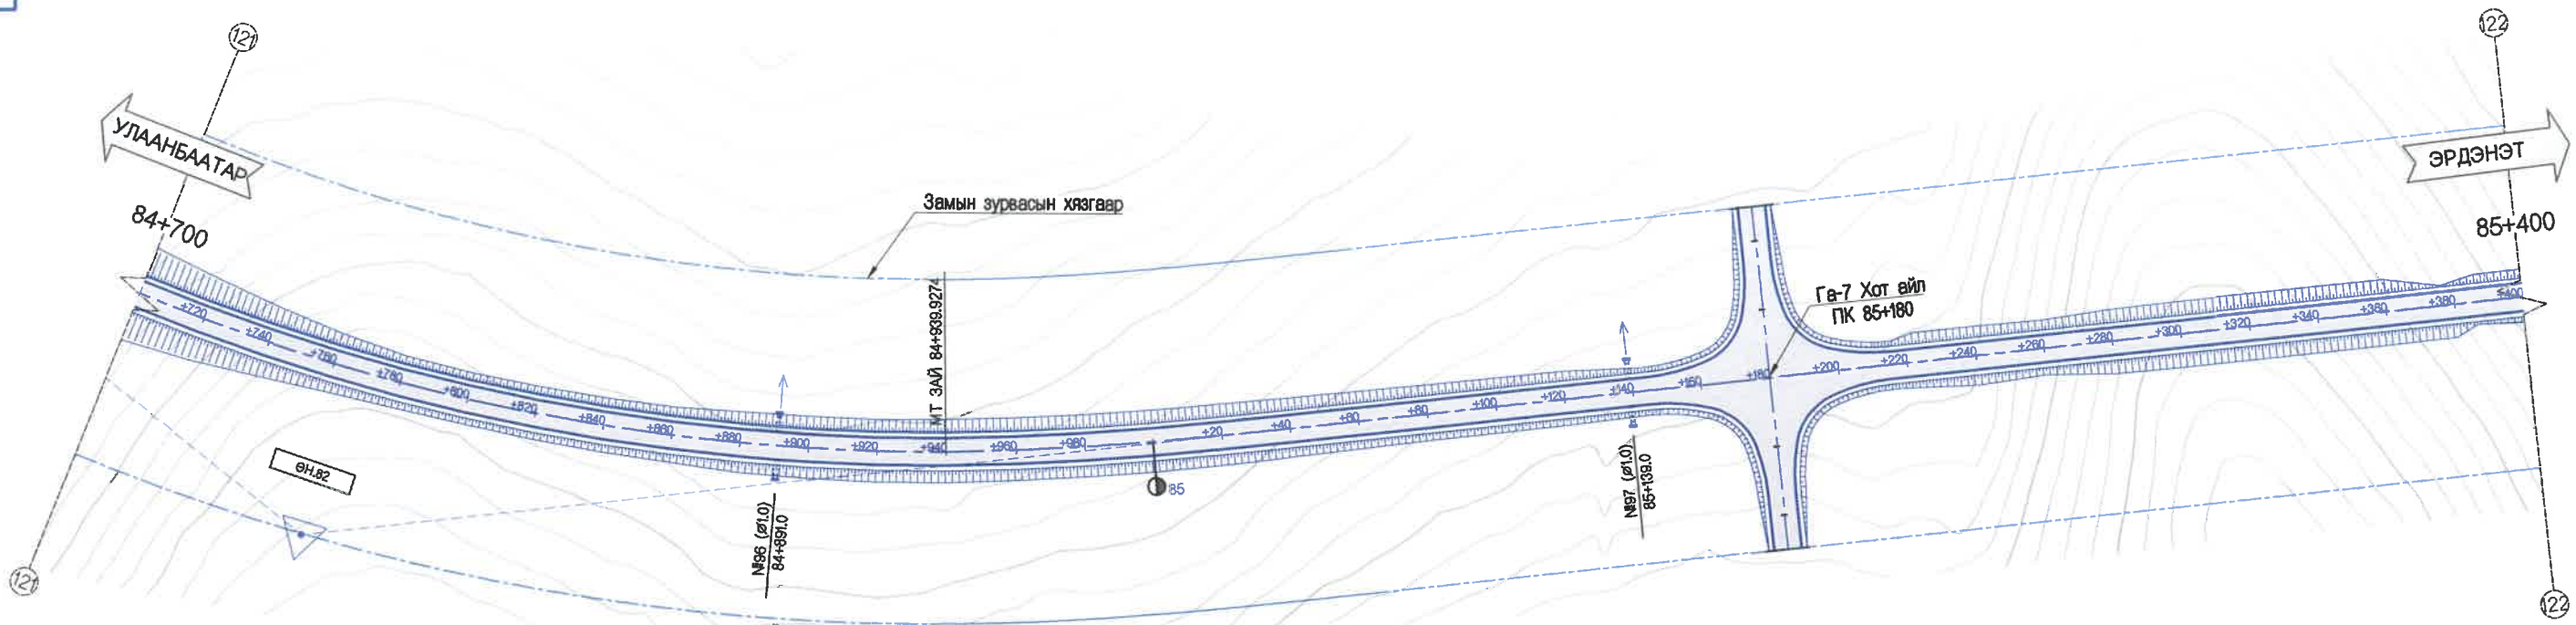 121
122
УЛААНБААТАР
ЭРДЭНЭТ
84+700
Замын зурвасын хязгаар
85+400
МТ ЗАЙ 84+939.9274
Га-7 Хот айл
ПК 85+180
+720 +740 +760 +780 +800 +820 +840 +860 +880 +900 +920 +940 +960 +980 +20 +40 +60 +80 +100 +120 +140 +160 +180 +200 +220 +240 +260 +280 +300 +320 +340 +360 +380 +400
ӨН.82
85
№96 (ø1.0)
84+891.0
№97 (ø1.0)
85+139.0
121
122